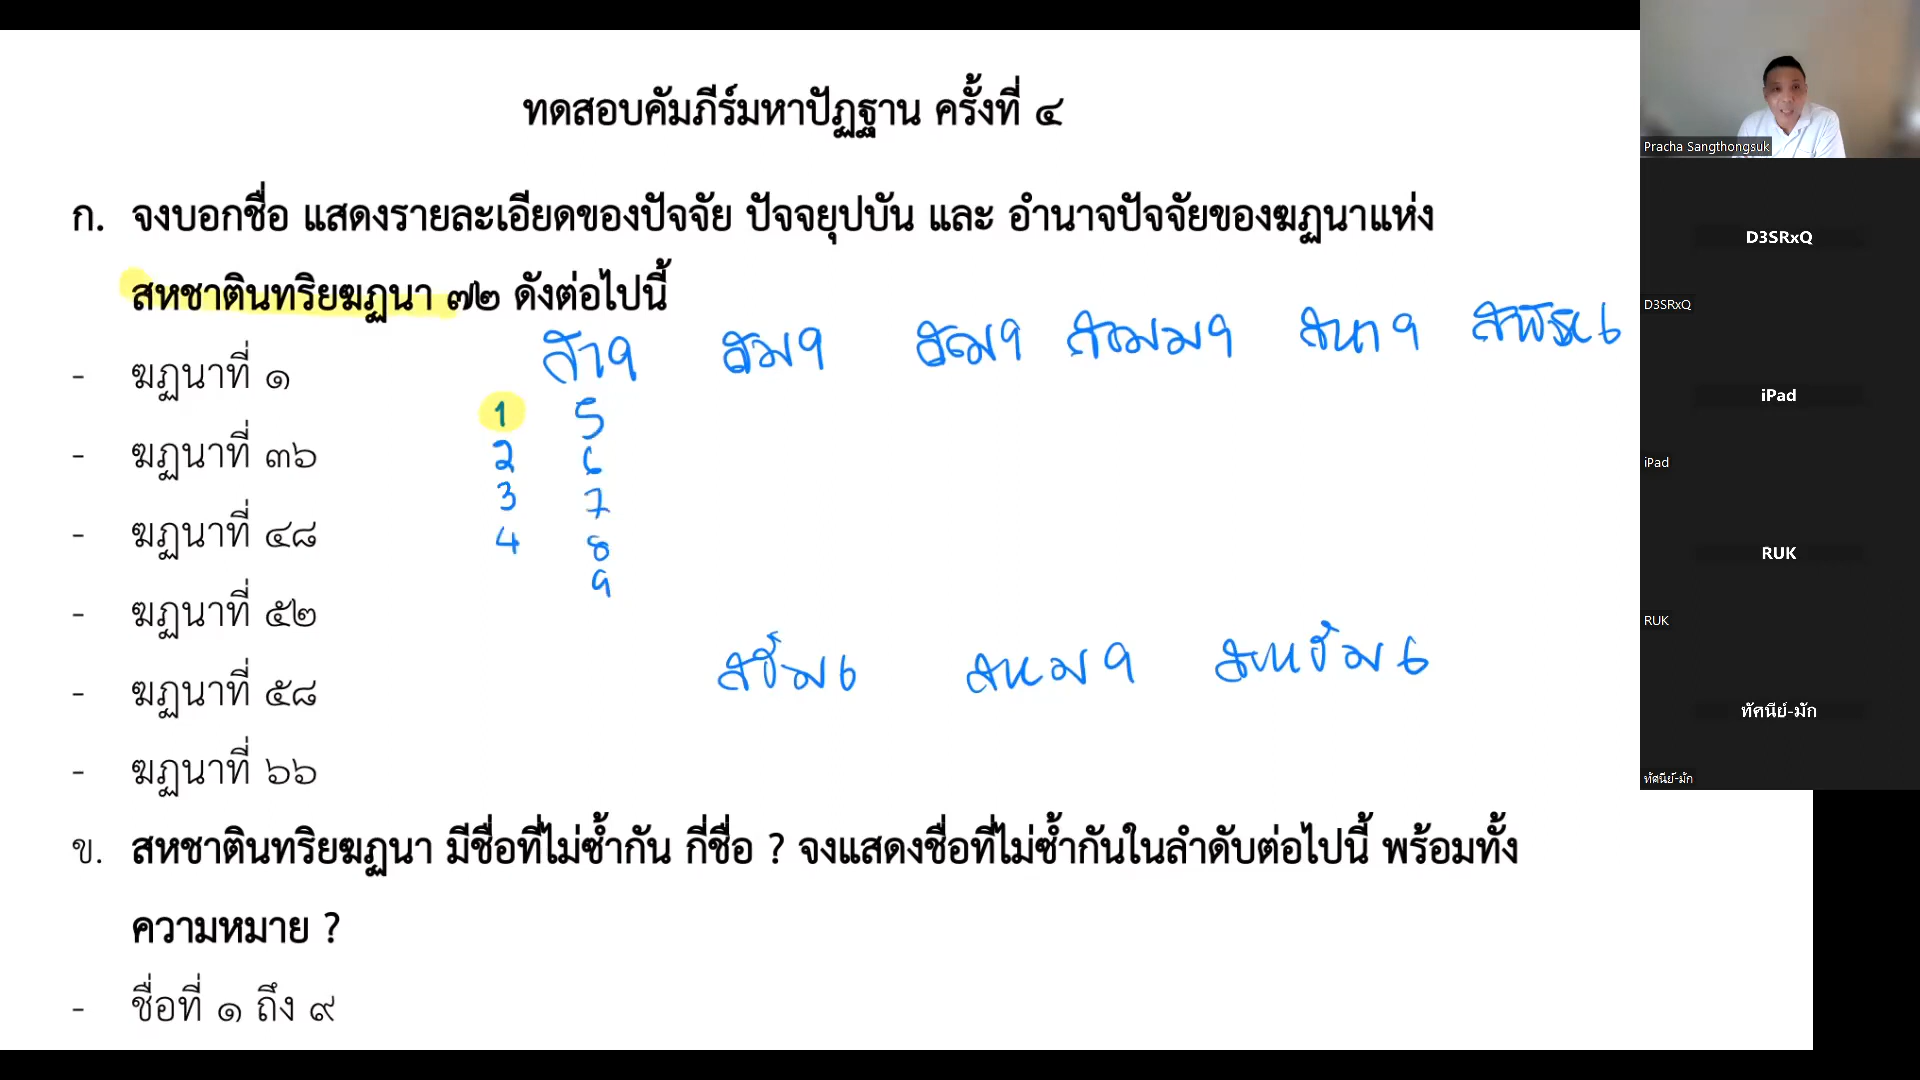 ทดสอบคัมภีร์มหาปัฏฐาน ครั้งที่ ๔
ก. จงบอกชื่อ แสดงรายละเอียดของปัจจัย ปัจจยุปบัน และ อำนาจปัจจัยของฆฏนาแห่ง
สหชาตินทริยฆฏนา ๗๒ ดังต่อไปนี้
- ฆฏนาที่ ๑
- ฆฏนาที่ ๓๖
- ฆฏนาที่ ๔๘
- ฆฏนาที่ ๕๒
- ฆฏนาที่ ๕๘
- ฆฏนาที่ ๖๖
1 5
2 6
3 7
4 8
9
ข. สหชาตินทริยฆฏนา มีชื่อที่ไม่ซ้ำกัน กี่ชื่อ ? จงแสดงชื่อที่ไม่ซ้ำกันในลำดับต่อไปนี้ พร้อมทั้ง
ความหมาย ?
- ชื่อที่ ๑ ถึง ๙
Pracha Sangthongsuk
D3SRxQ
D3SRxQ
iPad
iPad
RUK
RUK
ทัศนีย์-มัก
ทัศนีย์-มัก